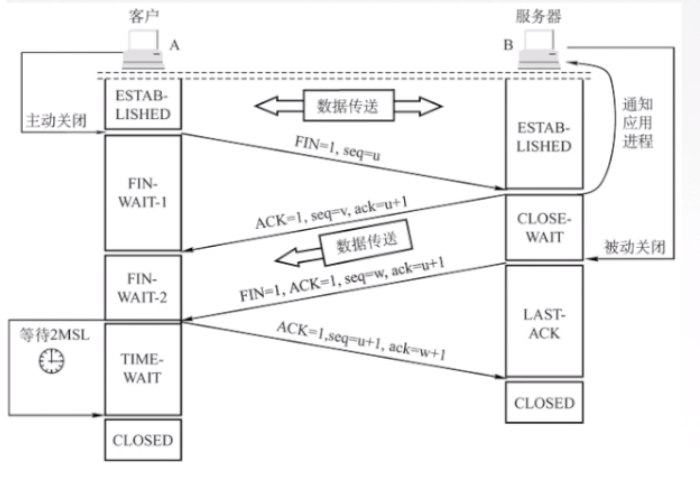 客户
服务器
A
B
ESTAB-
LISHED
数据传送
通知
应用
进程
主动关闭
ESTAB-
LISHED
FIN=1, seq=u
FIN-
WAIT-1
ACK=1, seq=v, ack=u+1
CLOSE-
WAIT
数据传送
被动关闭
FIN-
WAIT-2
FIN=1, ACK=1, seq=w, ack=u+1
LAST-
ACK
等待2MSL
ACK=1,seq=u+1, ack=w+1
TIME-
WAIT
CLOSED
CLOSED